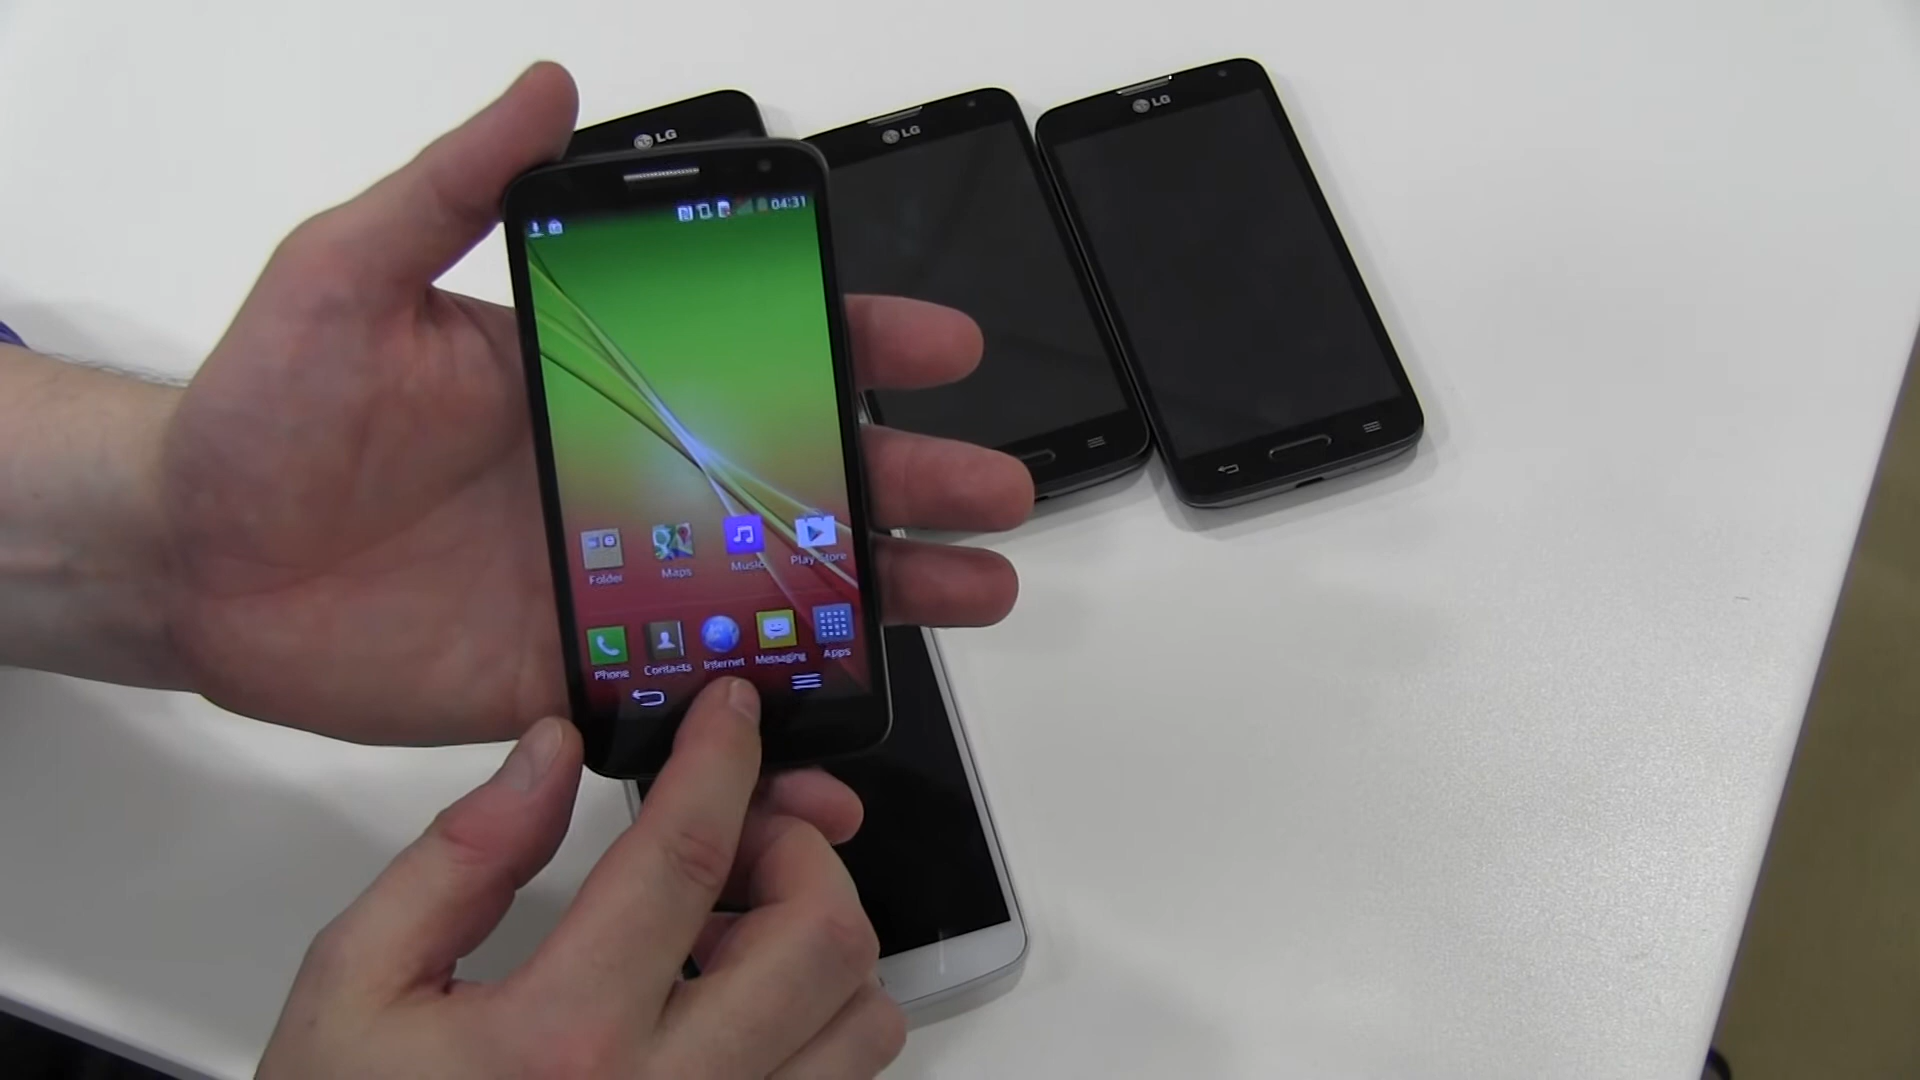 LG
LG
LG
04:31
Folder
Maps
Music
Play Store
Phone
Contacts
Internet
Messaging
Apps